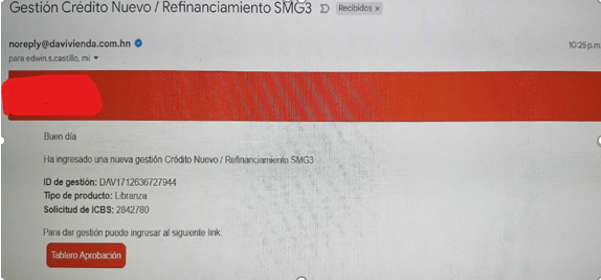 Gestión Crédito Nuevo / Refinanciamiento SMG3 Recibidos x
noreply@davivienda.com.hn 10:25 p.m.
para edwin.s.castillo, mi
Buen día
Ha ingresado una nueva gestión Crédito Nuevo / Refinanciamiento SMG3
ID de gestión: DAV1712636727944
Tipo de producto: Libranza
Solicitud de ICBS: 2842780
Para dar gestión puede ingresar al siguiente link:
Tablero Aprobación